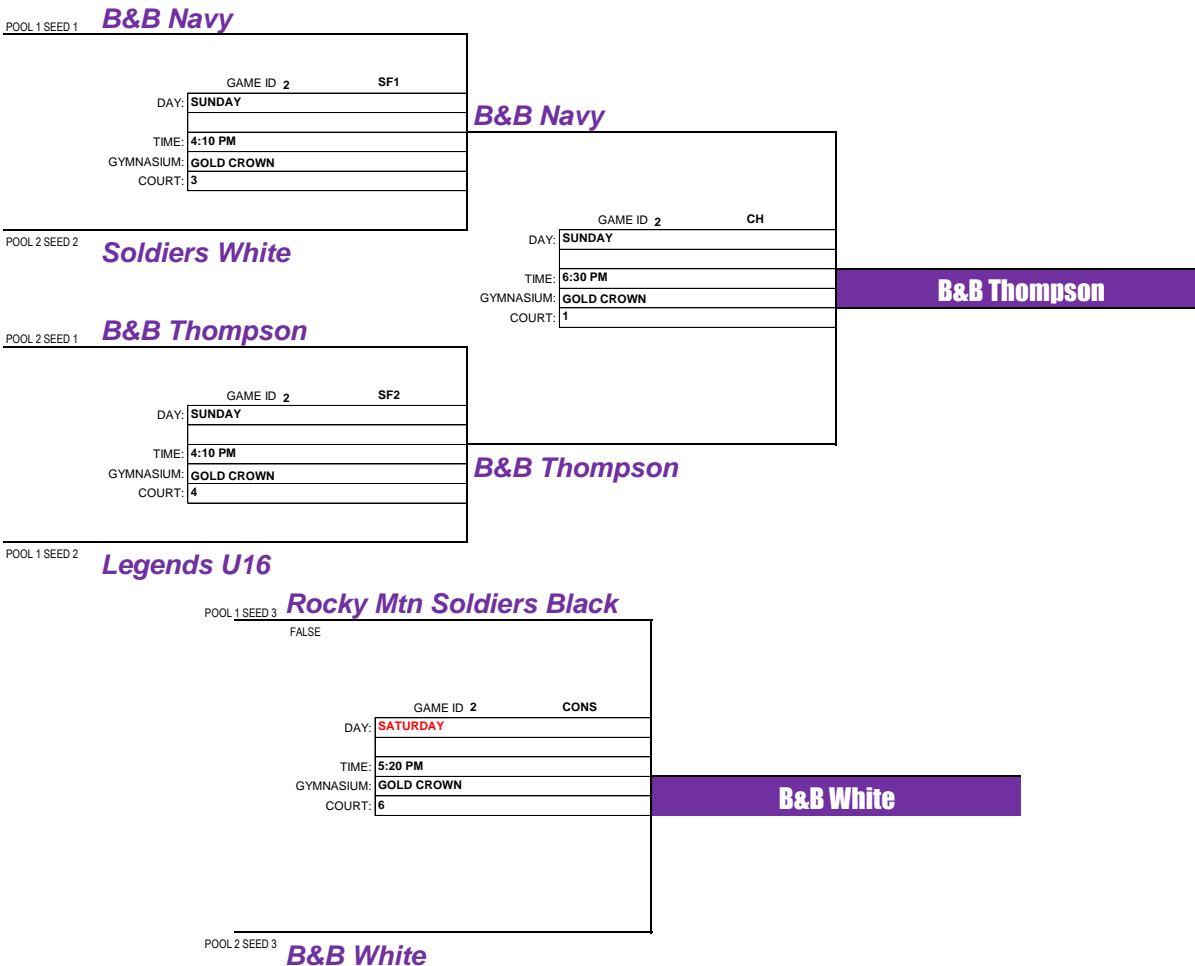 POOL 1 SEED 1 B&B Navy
GAME ID 2 SF1
DAY: SUNDAY
TIME: 4:10 PM
GYMNASIUM: GOLD CROWN
COURT: 3
POOL 2 SEED 2 Soldiers White
B&B Navy
GAME ID 2 CH
DAY: SUNDAY
TIME: 6:30 PM
GYMNASIUM: GOLD CROWN
COURT: 1
B&B Thompson
POOL 2 SEED 1 B&B Thompson
GAME ID 2 SF2
DAY: SUNDAY
TIME: 4:10 PM
GYMNASIUM: GOLD CROWN
COURT: 4
B&B Thompson
POOL 1 SEED 2 Legends U16
POOL 1 SEED 3 Rocky Mtn Soldiers Black
FALSE
GAME ID 2 CONS
DAY: SATURDAY
TIME: 5:20 PM
GYMNASIUM: GOLD CROWN
COURT: 6
B&B White
POOL 2 SEED 3 B&B White